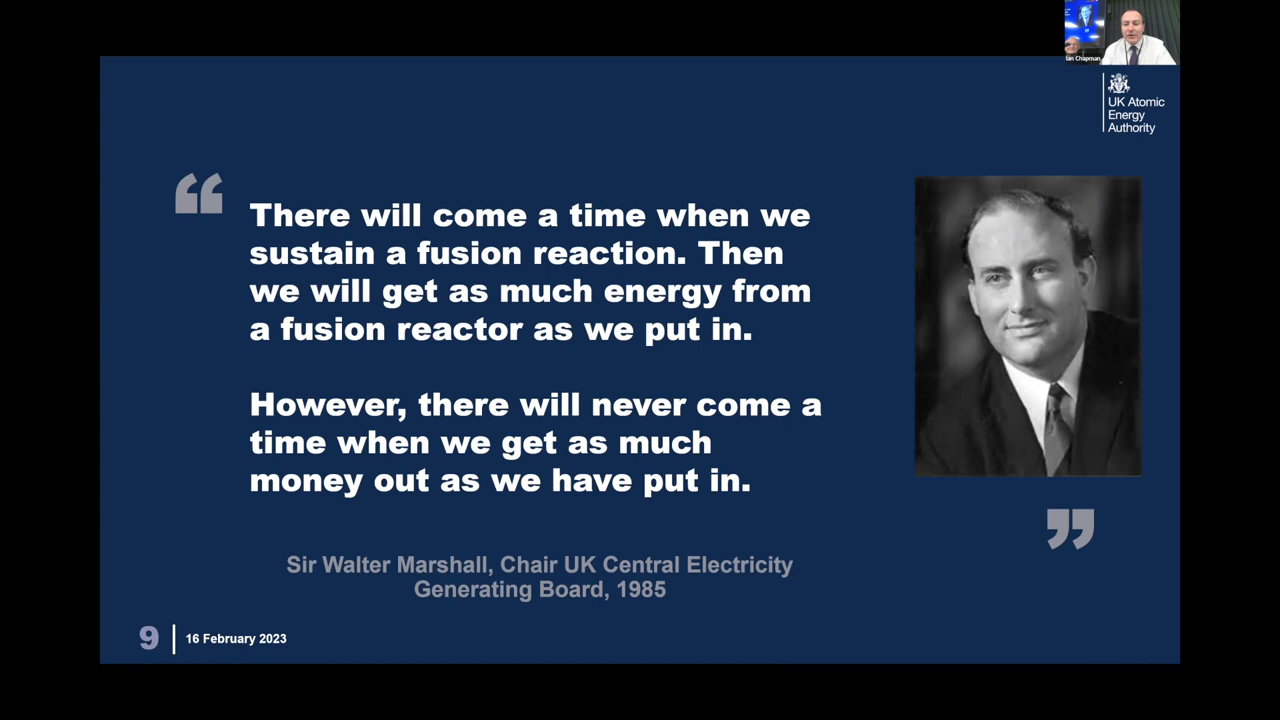 Ian Chapman
UK Atomic
Energy
Authority
“
There will come a time when we
sustain a fusion reaction. Then
we will get as much energy from
a fusion reactor as we put in.
However, there will never come a
time when we get as much
money out as we have put in.
”
Sir Walter Marshall, Chair UK Central Electricity
Generating Board, 1985
9 | 16 February 2023